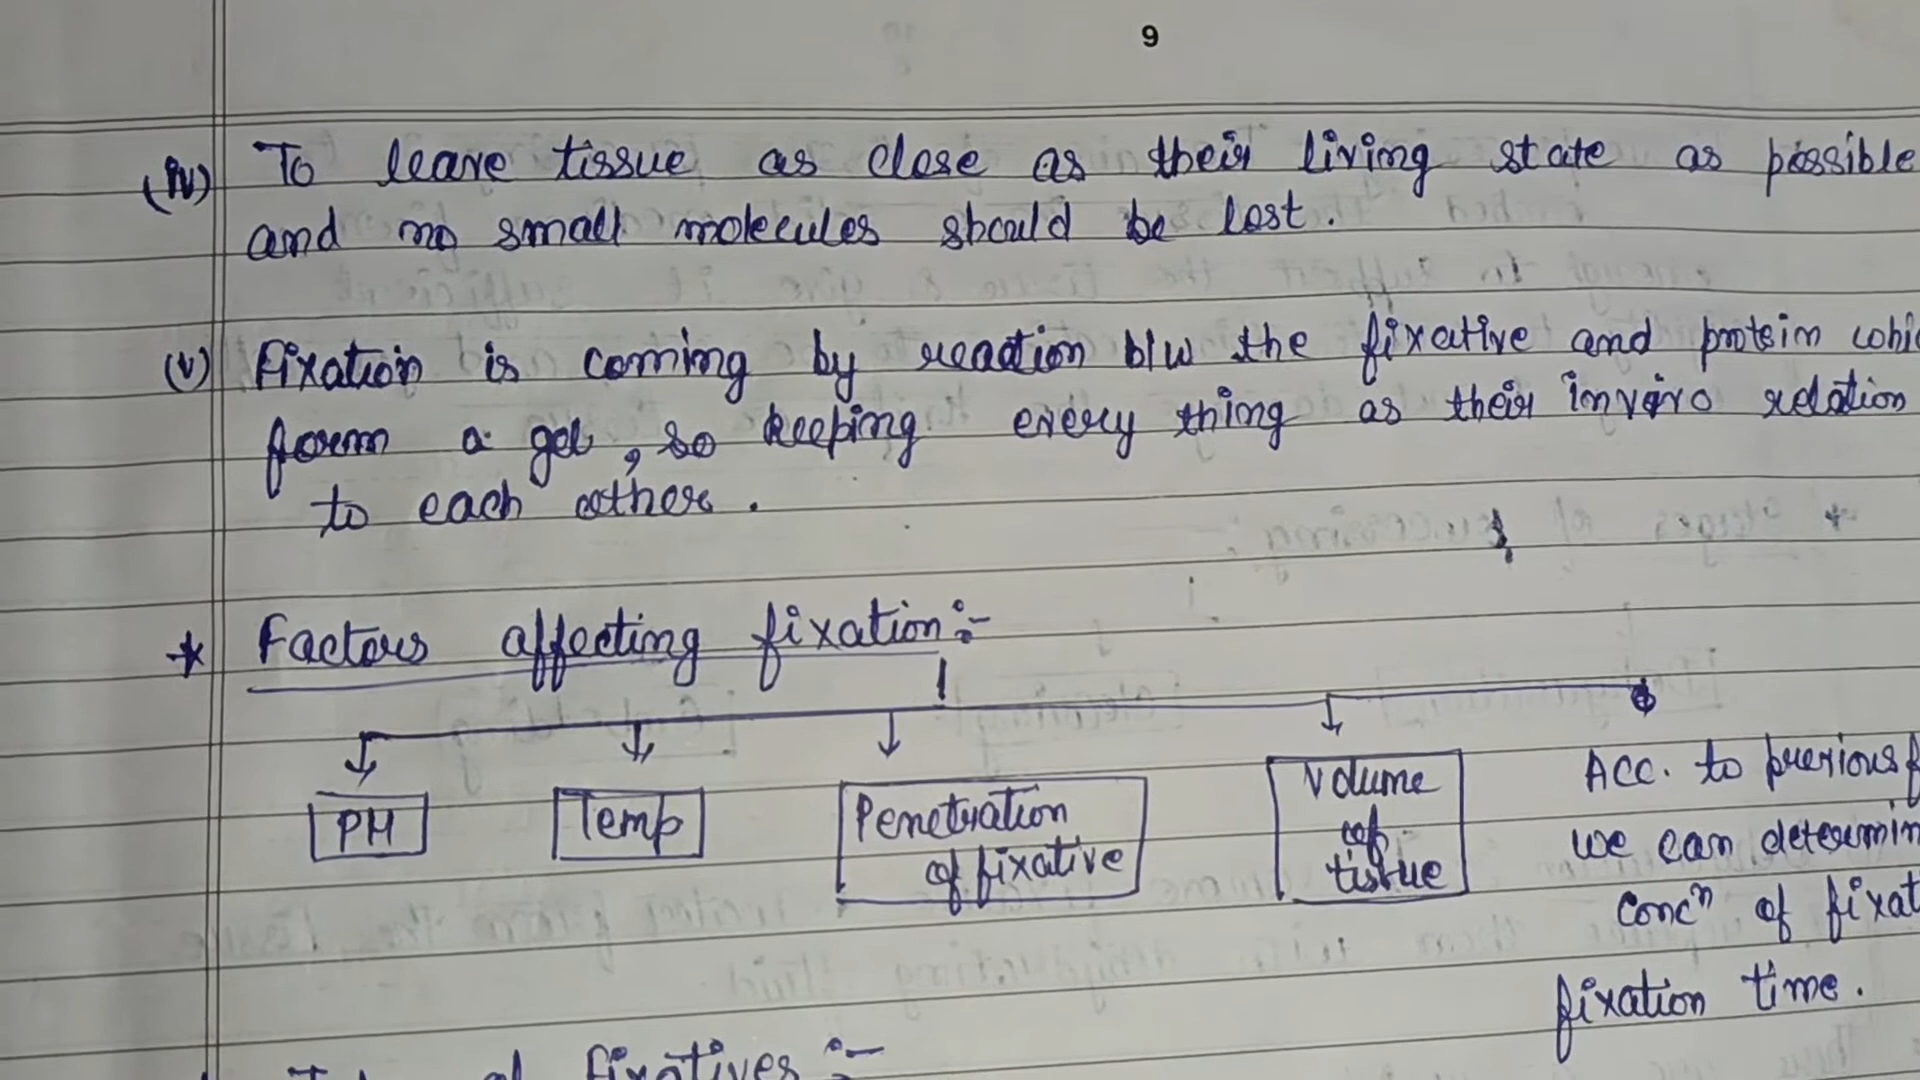 9
(iv) To leave tissue as close as their living state as possible
and no small molecules should be lost.
(v) Fixation is coming by reaction b/w the fixative and protein
form a gel, so keeping every thing as their invivo relation
to each other.
* Factors affecting fixation :-
PH Temp Penetration of fixative Volume of tissue
Acc. to previous
we can determin
concn of fixat
fixation time.
of fixatives :-